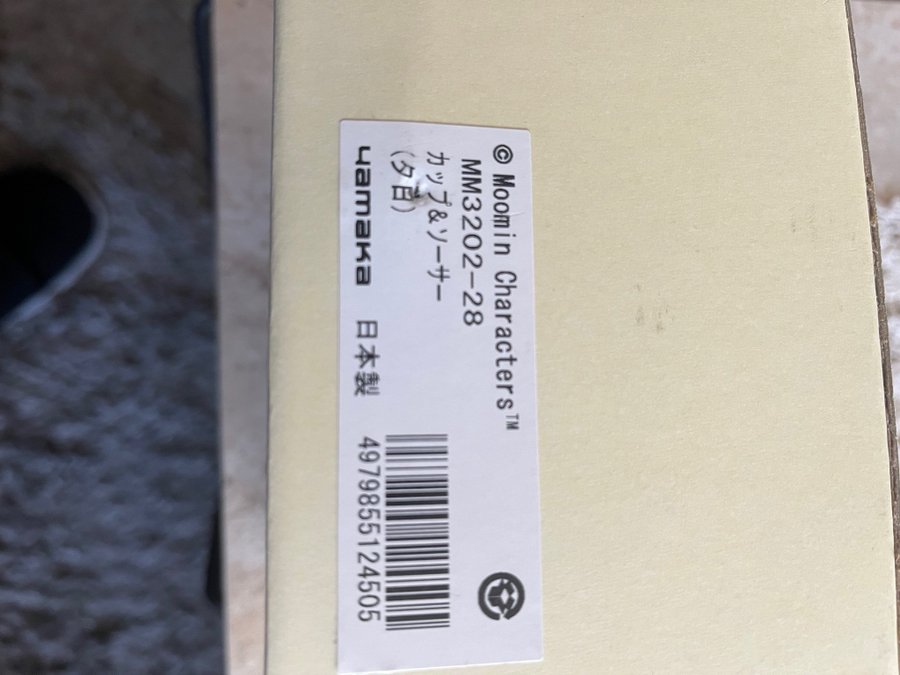 © Moomin Characters™
MM3202-28
カップ&ソーサー
(夕日)
yamaka 日本製
4979855124505